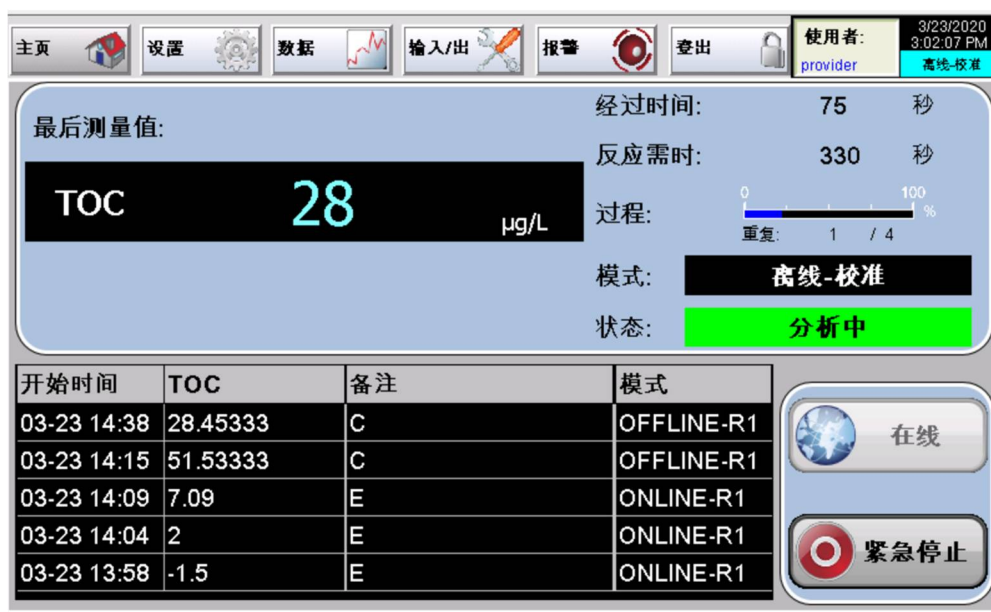 主页 设置 数据 输入/出 报警 登出 使用者: provider 3/23/2020 3:02:07 PM 离线-校准
最后测量值:
TOC 28 µg/L
经过时间: 75 秒
反应需时: 330 秒
过程: 0 100 %
重复: 1 / 4
模式: 离线-校准
状态: 分析中
开始时间 TOC 备注 模式
03-23 14:38 28.45333 C OFFLINE-R1
03-23 14:15 51.53333 C OFFLINE-R1
03-23 14:09 7.09 E ONLINE-R1
03-23 14:04 2 E ONLINE-R1
03-23 13:58 -1.5 E ONLINE-R1
在线
紧急停止